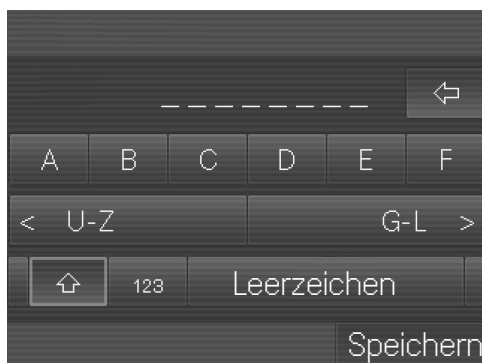 _ _ _ _ _ _ _ _ _
A B C D E F
< U-Z G-L >
123 Leerzeichen
Speichern